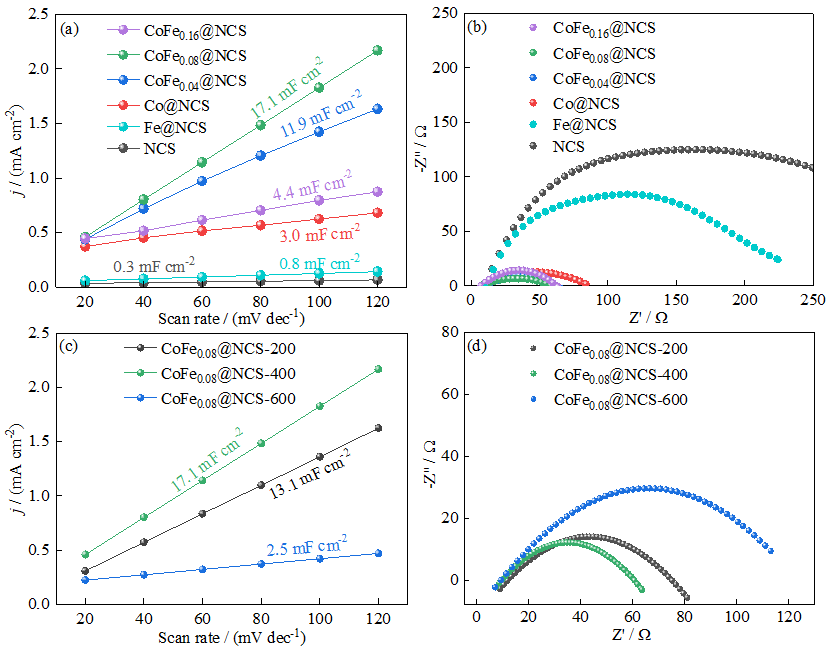 (a)
CoFe0.16@NCS
CoFe0.08@NCS
CoFe0.04@NCS
Co@NCS
Fe@NCS
NCS
17.1 mF cm-2
11.9 mF cm-2
4.4 mF cm-2
3.0 mF cm-2
0.3 mF cm-2
0.8 mF cm-2
j / (mA cm-2)
2.5
2.0
1.5
1.0
0.5
0.0
20 40 60 80 100 120
Scan rate / (mV dec-1)
(b)
CoFe0.16@NCS
CoFe0.08@NCS
CoFe0.04@NCS
Co@NCS
Fe@NCS
NCS
-Z'' / Ω
-250
200
150
100
50
0
0 50 100 150 200 250
Z' / Ω
(c)
CoFe0.08@NCS-200
CoFe0.08@NCS-400
CoFe0.08@NCS-600
17.1 mF cm-2
13.1 mF cm-2
2.5 mF cm-2
j / (mA cm-2)
2.5
2.0
1.5
1.0
0.5
0.0
20 40 60 80 100 120
Scan rate / (mV dec-1)
(d)
CoFe0.08@NCS-200
CoFe0.08@NCS-400
CoFe0.08@NCS-600
-Z'' / Ω
80
60
40
20
0
0 20 40 60 80 100 120
Z' / Ω